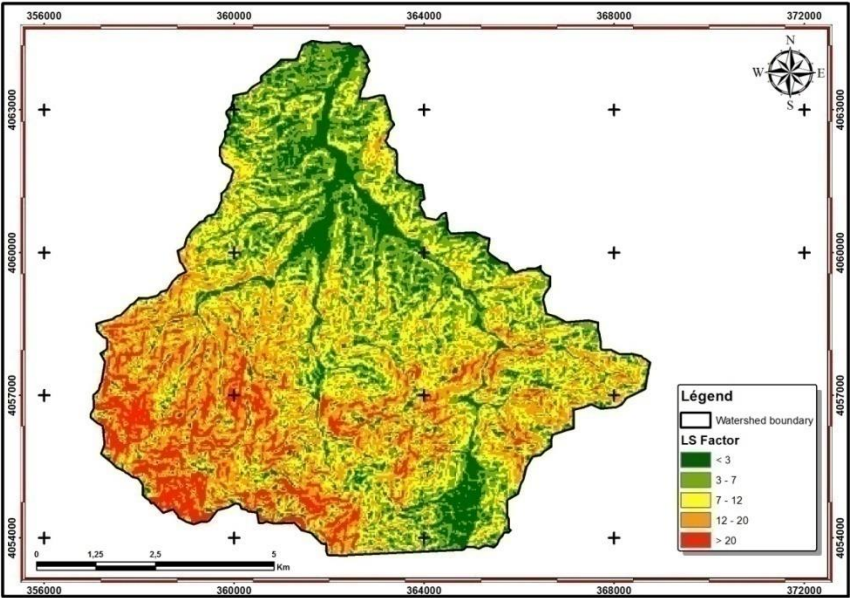 356000 360000 364000 368000 372000
N
W E
S
4063000 4063000
4060000 4060000
4057000 4057000
4054000 4054000
Légend
Watershed boundary
LS Factor
< 3
3 - 7
7 - 12
12 - 20
> 20
0 1,25 2,5 5
Km
356000 360000 364000 368000 372000